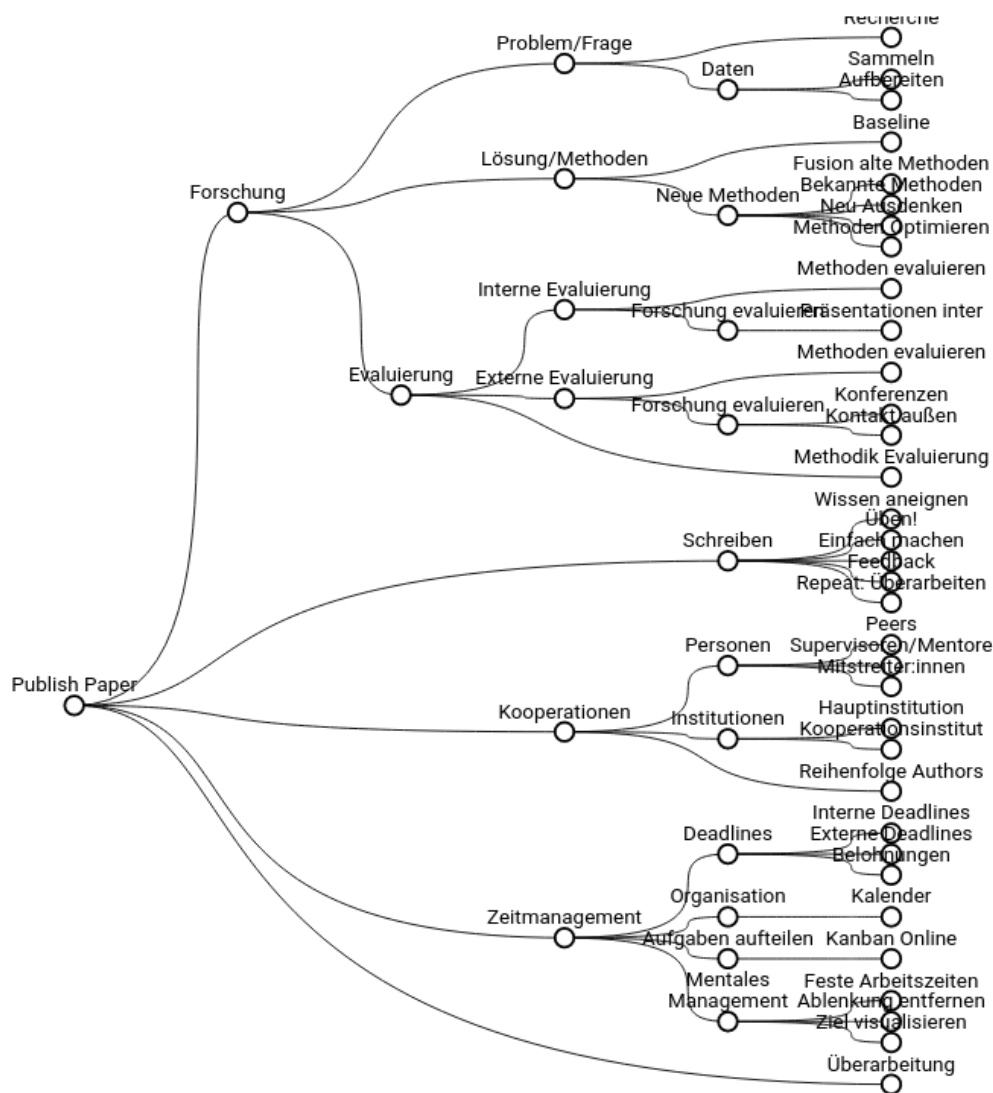 Recherche
Problem/Frage
Sammeln
Daten
Aufbereiten
Baseline
Lösung/Methoden
Fusion alte Methoden
Bekannte Methoden
Forschung
Neue Methoden
Neu Ausdenken
Methoden Optimieren
Methoden evaluieren
Interne Evaluierung
Forschung evaluieren
Präsentationen inter
Methoden evaluieren
Evaluierung
Externe Evaluierung
Konferenzen
Forschung evaluieren
Kontakt außen
Methodik Evaluierung
Wissen aneignen
Üben!
Schreiben
Einfach machen
Feedback
Repeat: Überarbeiten
Peers
Personen
Supervisoren/Mentore
Mitstreiter:innen
Publish Paper
Hauptinstitution
Kooperationen
Institutionen
Kooperationsinstitut
Reihenfolge Authors
Interne Deadlines
Deadlines
Externe Deadlines
Belohnungen
Organisation
Kalender
Zeitmanagement
Aufgaben aufteilen
Kanban Online
Mentales
Management
Feste Arbeitszeiten
Ablenkung entfernen
Ziel visualisieren
Überarbeitung